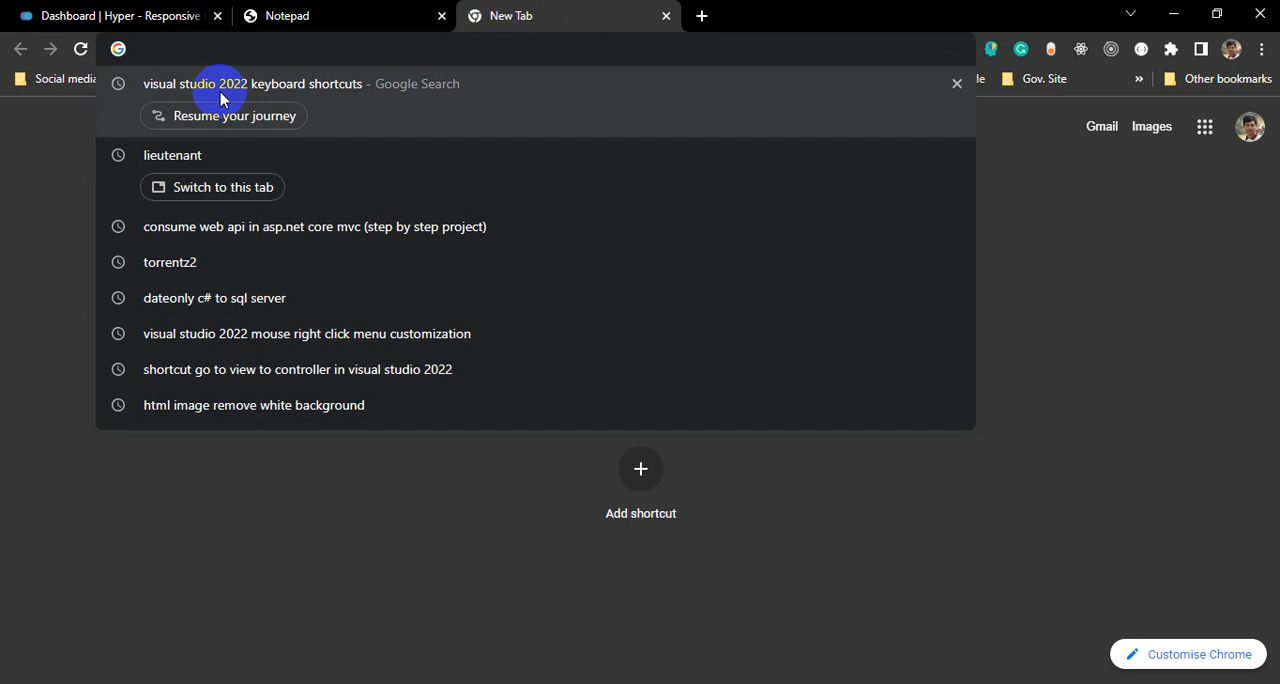 Dashboard | Hyper - Responsive
Notepad
New Tab
Social media
Gov. Site
»
Other bookmarks
visual studio 2022 keyboard shortcuts - Google Search
Resume your journey
Gmail
Images
lieutenant
Switch to this tab
consume web api in asp.net core mvc (step by step project)
torrentz2
dateonly c# to sql server
visual studio 2022 mouse right click menu customization
shortcut go to view to controller in visual studio 2022
html image remove white background
Add shortcut
Customise Chrome